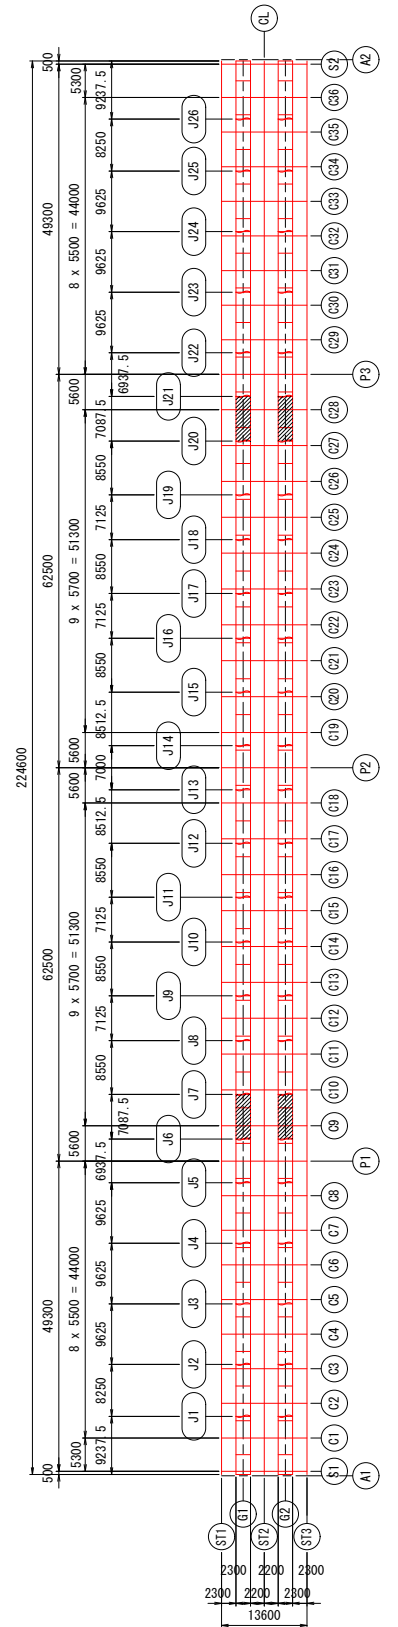 224600
500 49300 62500 62500 49300 500
5300 8 x 5500 = 44000 5600 9 x 5700 = 51300 5600 5600 9 x 5700 = 51300 5600 8 x 5500 = 44000 5300
9237.5 8250 9625 9625 9625 6937.5 7087.5 8550 7125 8550 7125 8550 8512.5 7000 8512.5 8550 7125 8550 7125 8550 7087.5 6937.5 9625 9625 9625 8250 9237.5
J1 J2 J3 J4 J5 J6 J7 J8 J9 J10 J11 J12 J13 J14 J15 J16 J17 J18 J19 J20 J21 J22 J23 J24 J25 J26
ST1
G1
ST2
G2
ST3
CL
2300 2200
2300 2200 2300
13600
S1 C1 C2 C3 C4 C5 C6 C7 C8 C9 C10 C11 C12 C13 C14 C15 C16 C17 C18 C19 C20 C21 C22 C23 C24 C25 C26 C27 C28 C29 C30 C31 C32 C33 C34 C35 C36 S2
A1 P1 P2 P3 A2